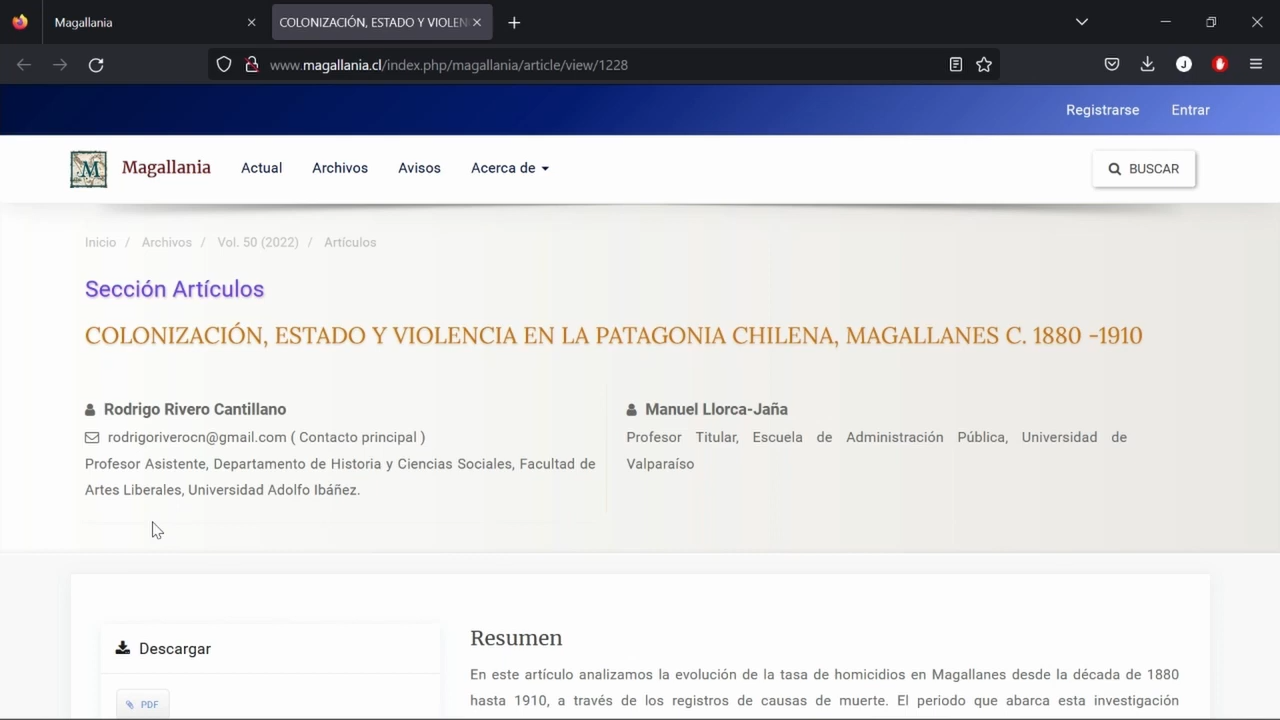 Magallania
COLONIZACIÓN, ESTADO Y VIOLEN
www.magallania.cl/index.php/magallania/article/view/1228
J
Registrarse Entrar
M Magallania Actual Archivos Avisos Acerca de BUSCAR
Inicio / Archivos / Vol. 50 (2022) / Artículos
Sección Artículos
COLONIZACIÓN, ESTADO Y VIOLENCIA EN LA PATAGONIA CHILENA, MAGALLANES C. 1880 -1910
Rodrigo Rivero Cantillano
rodrigoriverocn@gmail.com ( Contacto principal )
Profesor Asistente, Departamento de Historia y Ciencias Sociales, Facultad de
Artes Liberales, Universidad Adolfo Ibáñez.
Manuel Llorca-Jaña
Profesor Titular, Escuela de Administración Pública, Universidad de
Valparaíso
Descargar
PDF
Resumen
En este artículo analizamos la evolución de la tasa de homicidios en Magallanes desde la década de 1880
hasta 1910, a través de los registros de causas de muerte. El periodo que abarca esta investigación